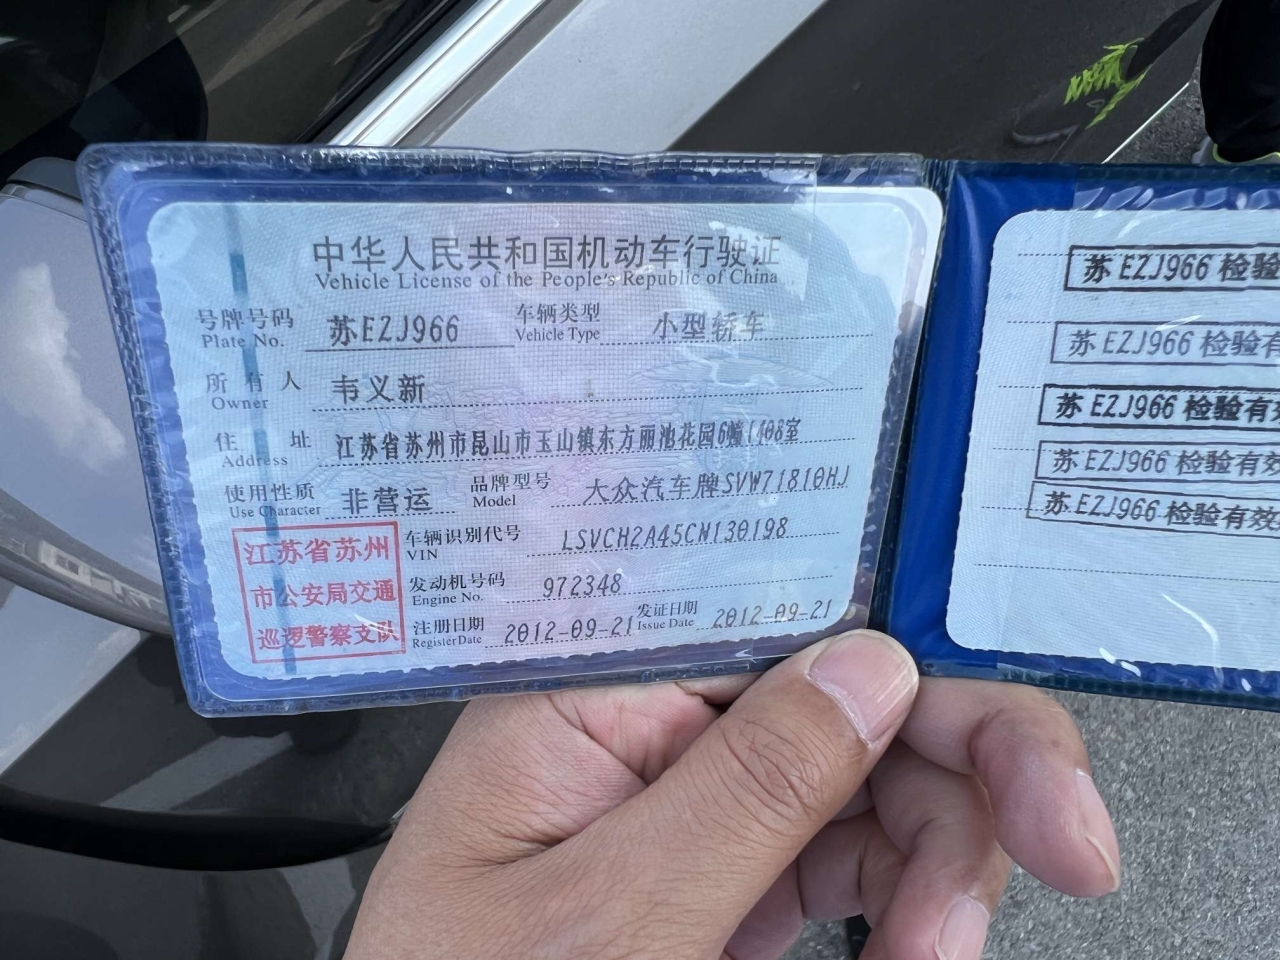 中华人民共和国机动车行驶证
Vehicle License of the People's Republic of China
号牌号码 苏EZJ966 车辆类型 小型轿车
Plate No. Vehicle Type
所有人 韦义新
Owner
住址 江苏省苏州市昆山市玉山镇东方丽池花园6幢1408室
Address
使用性质 非营运 品牌型号 大众汽车牌SVW71810HJ
Use Character Model
车辆识别代号 LSVCH2A45CN130198
VIN
发动机号码 972348
Engine No.
注册日期 2012-09-21 发证日期 2012-09-21
Register Date Issue Date
江苏省苏州
市公安局交通
巡逻警察支队
苏EZJ966 检验
苏EZJ966 检验有
苏EZJ966 检验有
苏EZJ966 检验有效
苏EZJ966 检验有效